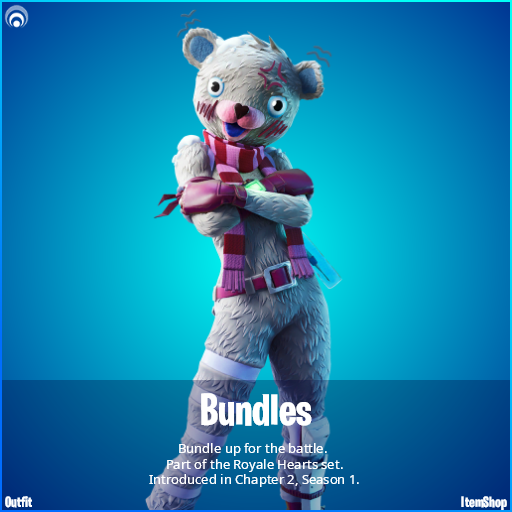 Bundles
Bundle up for the battle.
Part of the Royale Hearts set.
Introduced in Chapter 2, Season 1.
Outfit
ItemShop